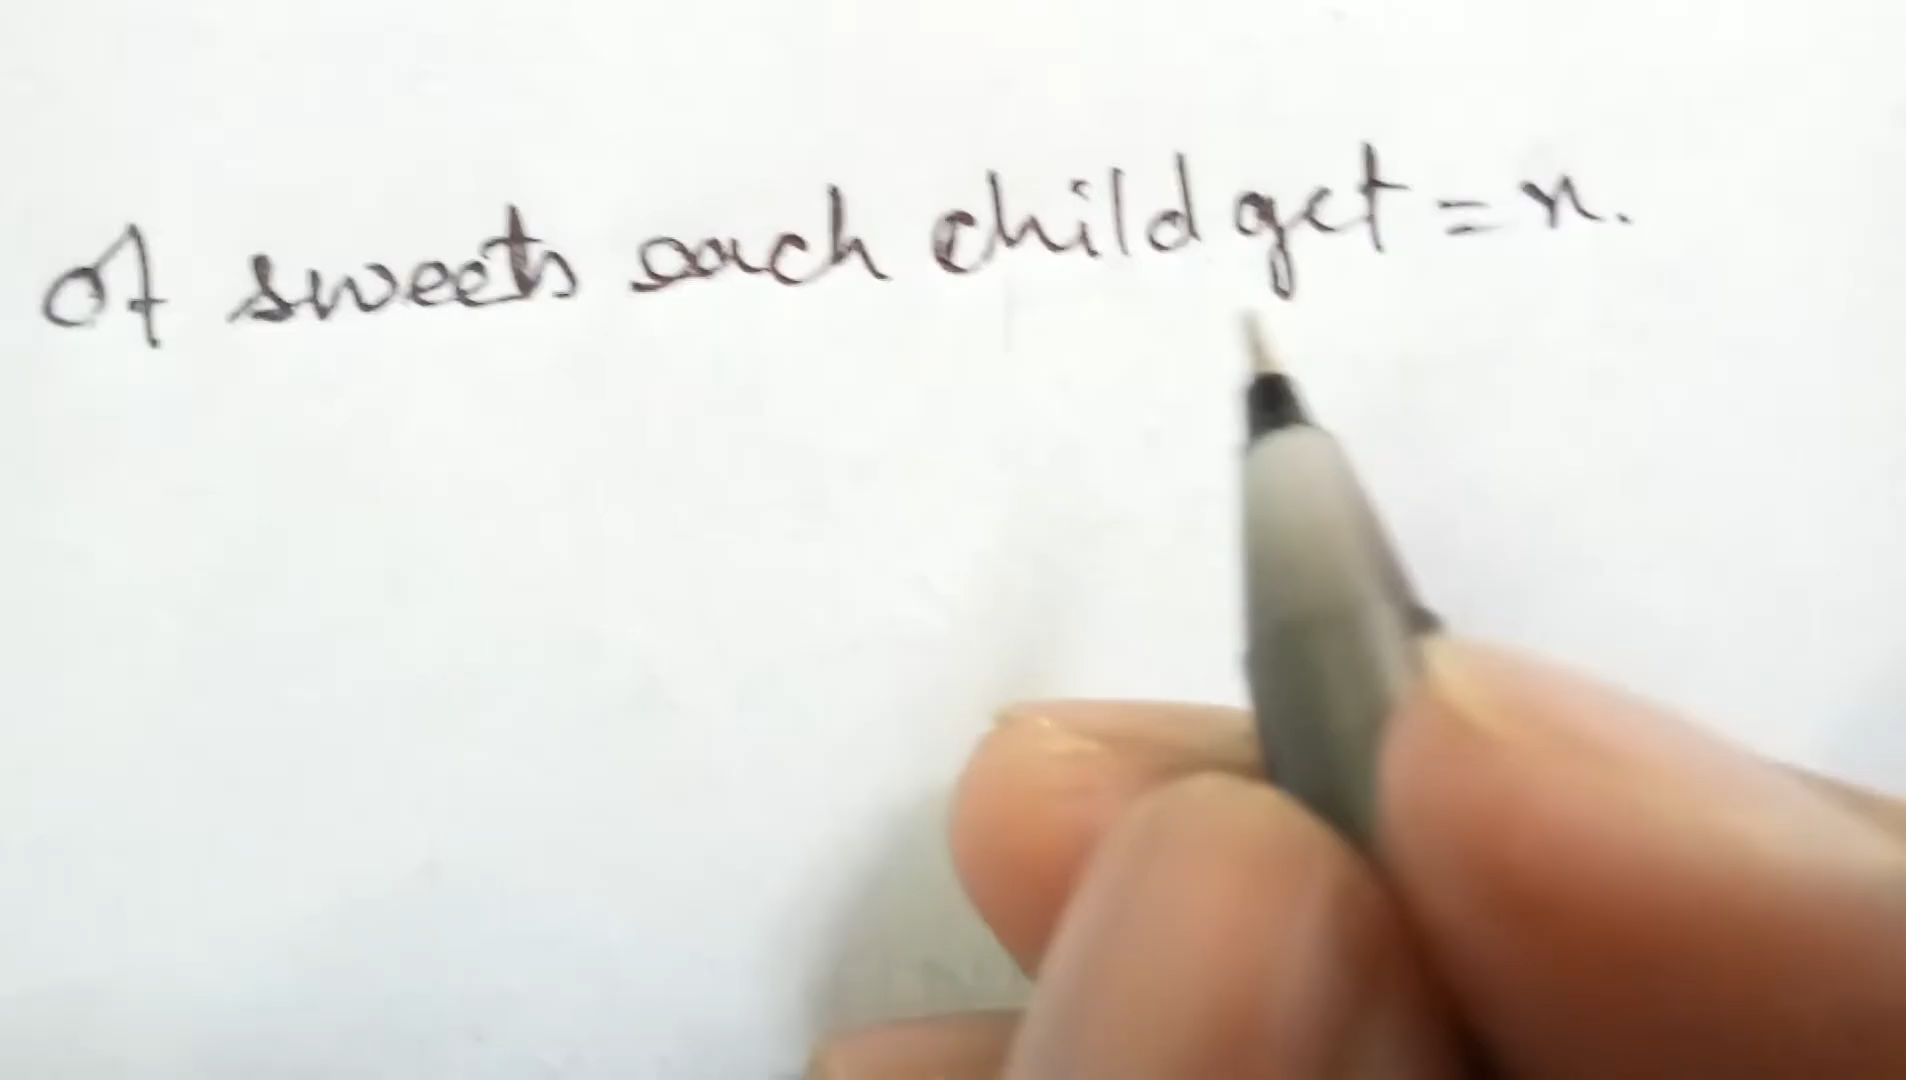 of sweets each child get = x.